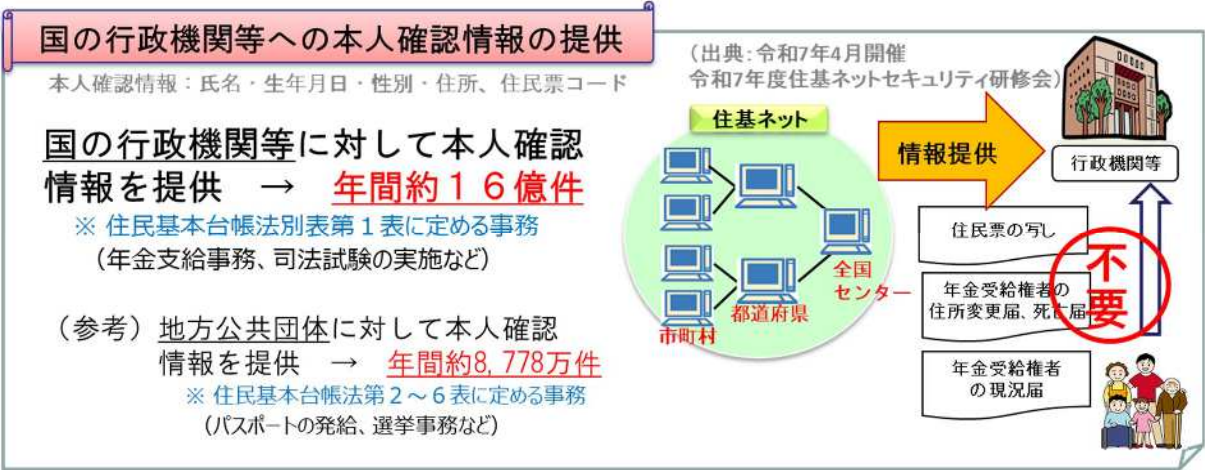 国の行政機関等への本人確認情報の提供
本人確認情報：氏名・生年月日・性別・住所、住民票コード
国の行政機関等に対して本人確認
情報を提供　→　年間約１６億件
※ 住民基本台帳法別表第１表に定める事務
（年金支給事務、司法試験の実施など）
（参考）地方公共団体に対して本人確認
情報を提供　→　年間約8,778万件
※ 住民基本台帳法第２～６表に定める事務
（パスポートの発給、選挙事務など）
（出典：令和7年4月開催
令和7年度住基ネットセキュリティ研修会）
住基ネット
市町村
都道府県
全国
センター
情報提供
行政機関等
住民票の写し
年金受給権者の
住所変更届、死亡届
年金受給権者
の現況届
不
要